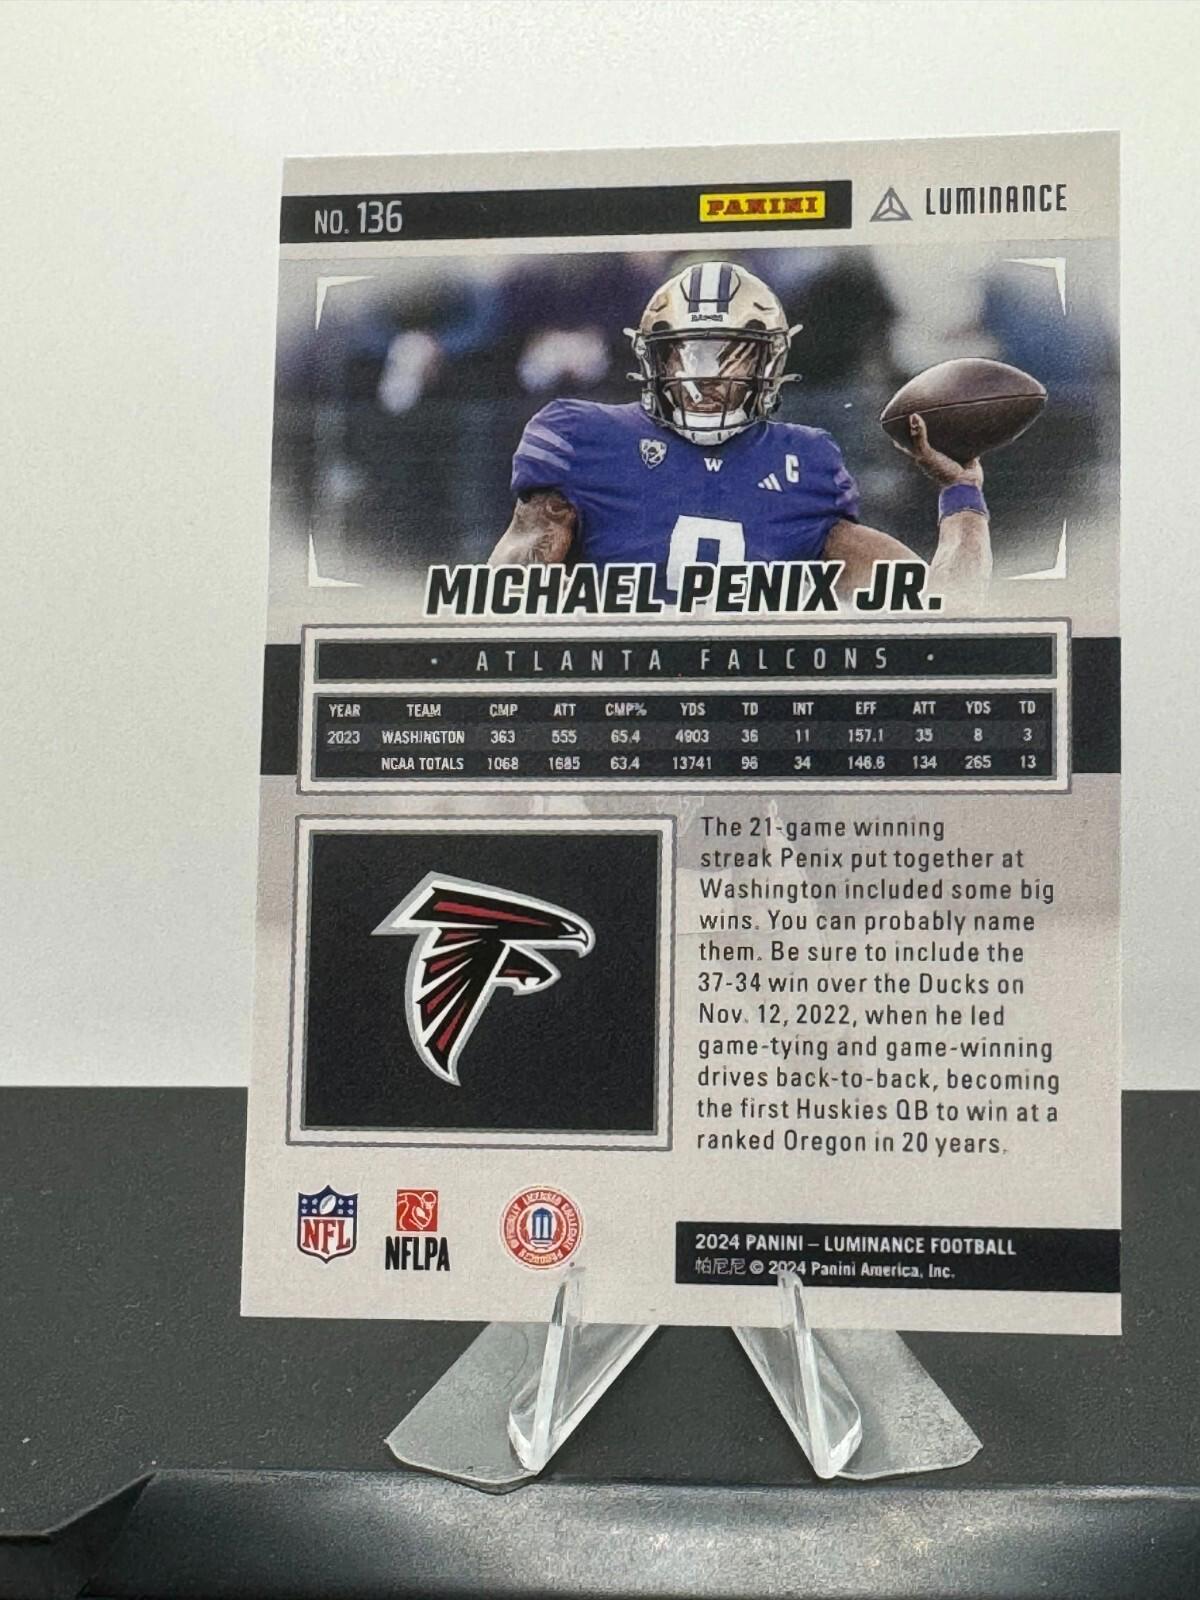 NO. 136
PANINI
LUMINANCE
W
C
MICHAEL PENIX JR.
· ATLANTA FALCONS ·
YEAR TEAM CMP ATT CMP% YDS TD INT EFF ATT YDS TD
2023 WASHINGTON 363 555 65.4 4903 36 11 157.1 35 8 3
NCAA TOTALS 1068 1685 63.4 13741 96 34 146.6 134 265 13
The 21-game winning
streak Penix put together at
Washington included some big
wins. You can probably name
them. Be sure to include the
37-34 win over the Ducks on
Nov. 12, 2022, when he led
game-tying and game-winning
drives back-to-back, becoming
the first Huskies QB to win at a
ranked Oregon in 20 years.
NFL
NFLPA
OFFICIALLY LICENSED COLLEGIATE PRODUCTS
2024 PANINI – LUMINANCE FOOTBALL
帕尼尼 © 2024 Panini America, Inc.